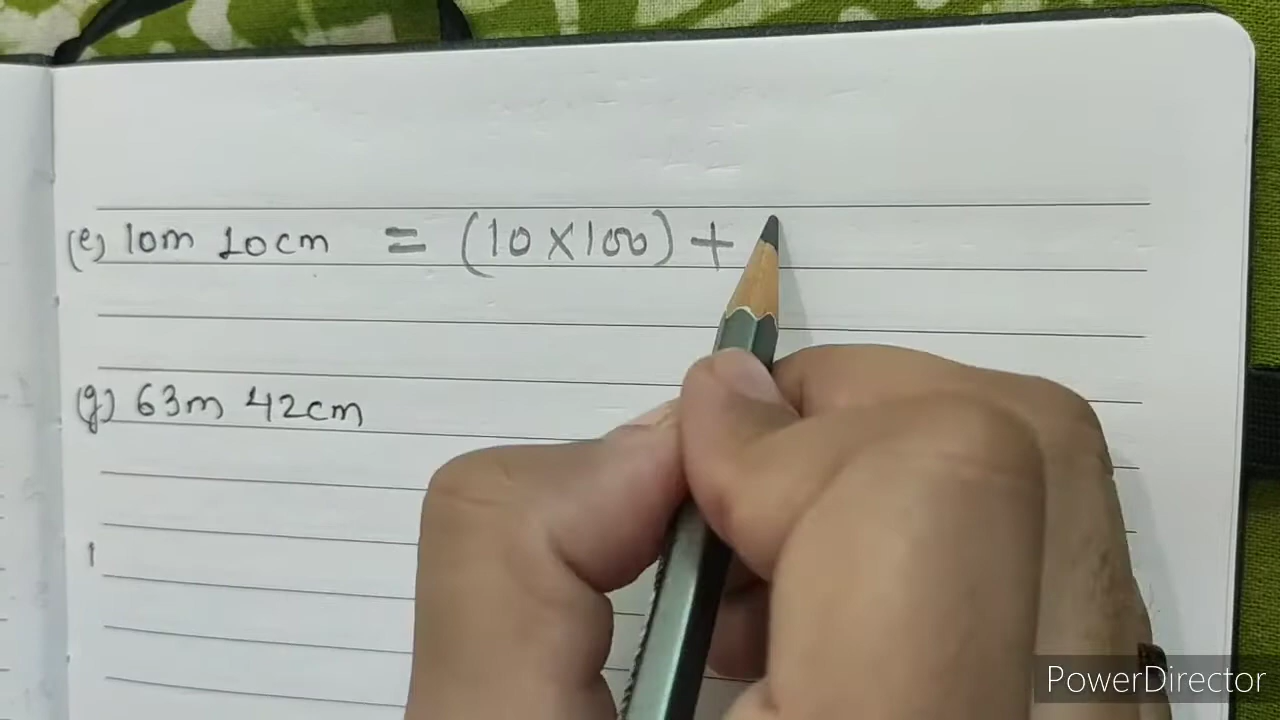 (e) 10m 10cm = (10×100) +
(g) 63m 42cm
PowerDirector